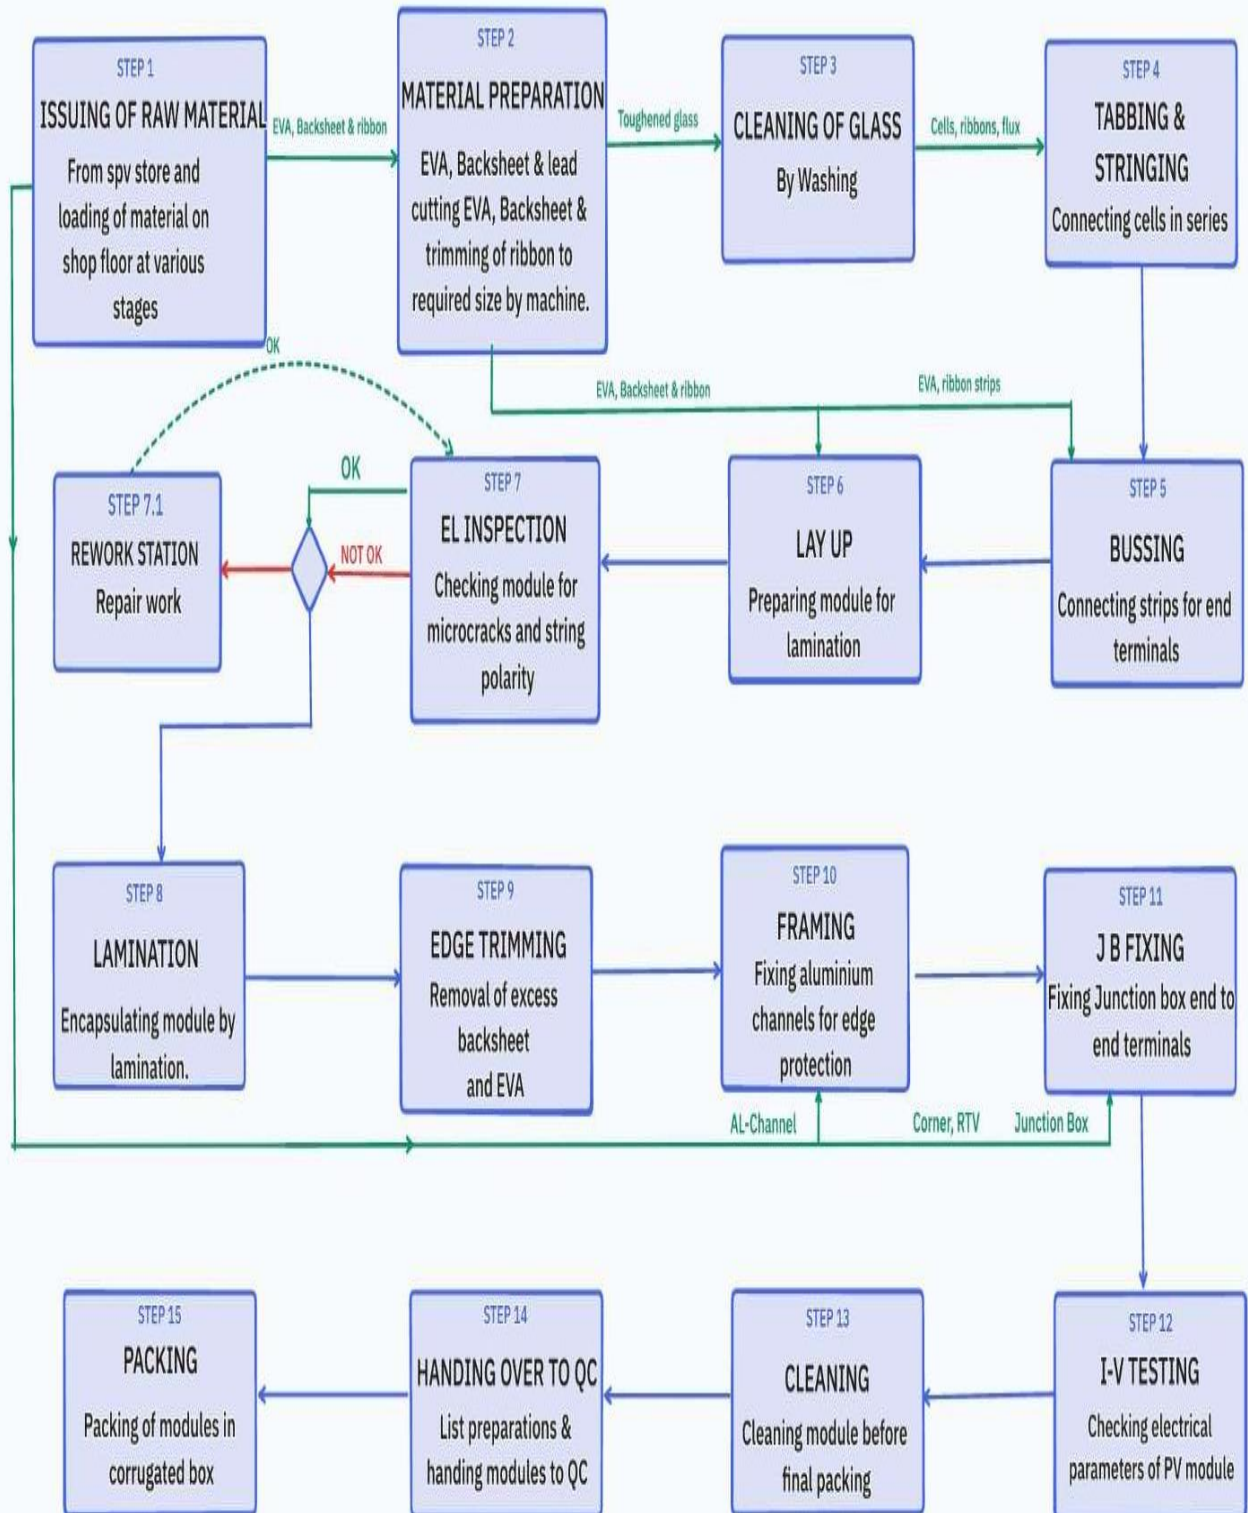 STEP 1
ISSUING OF RAW MATERIAL
From spv store and
loading of material on
shop floor at various
stages
EVA, Backsheet & ribbon
STEP 2
MATERIAL PREPARATION
EVA, Backsheet & lead
cutting EVA, Backsheet &
trimming of ribbon to
required size by machine.
Toughened glass
STEP 3
CLEANING OF GLASS
By Washing
Cells, ribbons, flux
STEP 4
TABBING &
STRINGING
Connecting cells in series
OK
EVA, Backsheet & ribbon
EVA, ribbon strips
STEP 7.1
REWORK STATION
Repair work
OK
NOT OK
STEP 7
EL INSPECTION
Checking module for
microcracks and string
polarity
STEP 6
LAY UP
Preparing module for
lamination
STEP 5
BUSSING
Connecting strips for end
terminals
STEP 8
LAMINATION
Encapsulating module by
lamination.
STEP 9
EDGE TRIMMING
Removal of excess
backsheet
and EVA
STEP 10
FRAMING
Fixing aluminium
channels for edge
protection
STEP 11
J B FIXING
Fixing Junction box end to
end terminals
AL-Channel
Corner, RTV
Junction Box
STEP 15
PACKING
Packing of modules in
corrugated box
STEP 14
HANDING OVER TO QC
List preparations &
handing modules to QC
STEP 13
CLEANING
Cleaning module before
final packing
STEP 12
I-V TESTING
Checking electrical
parameters of PV module